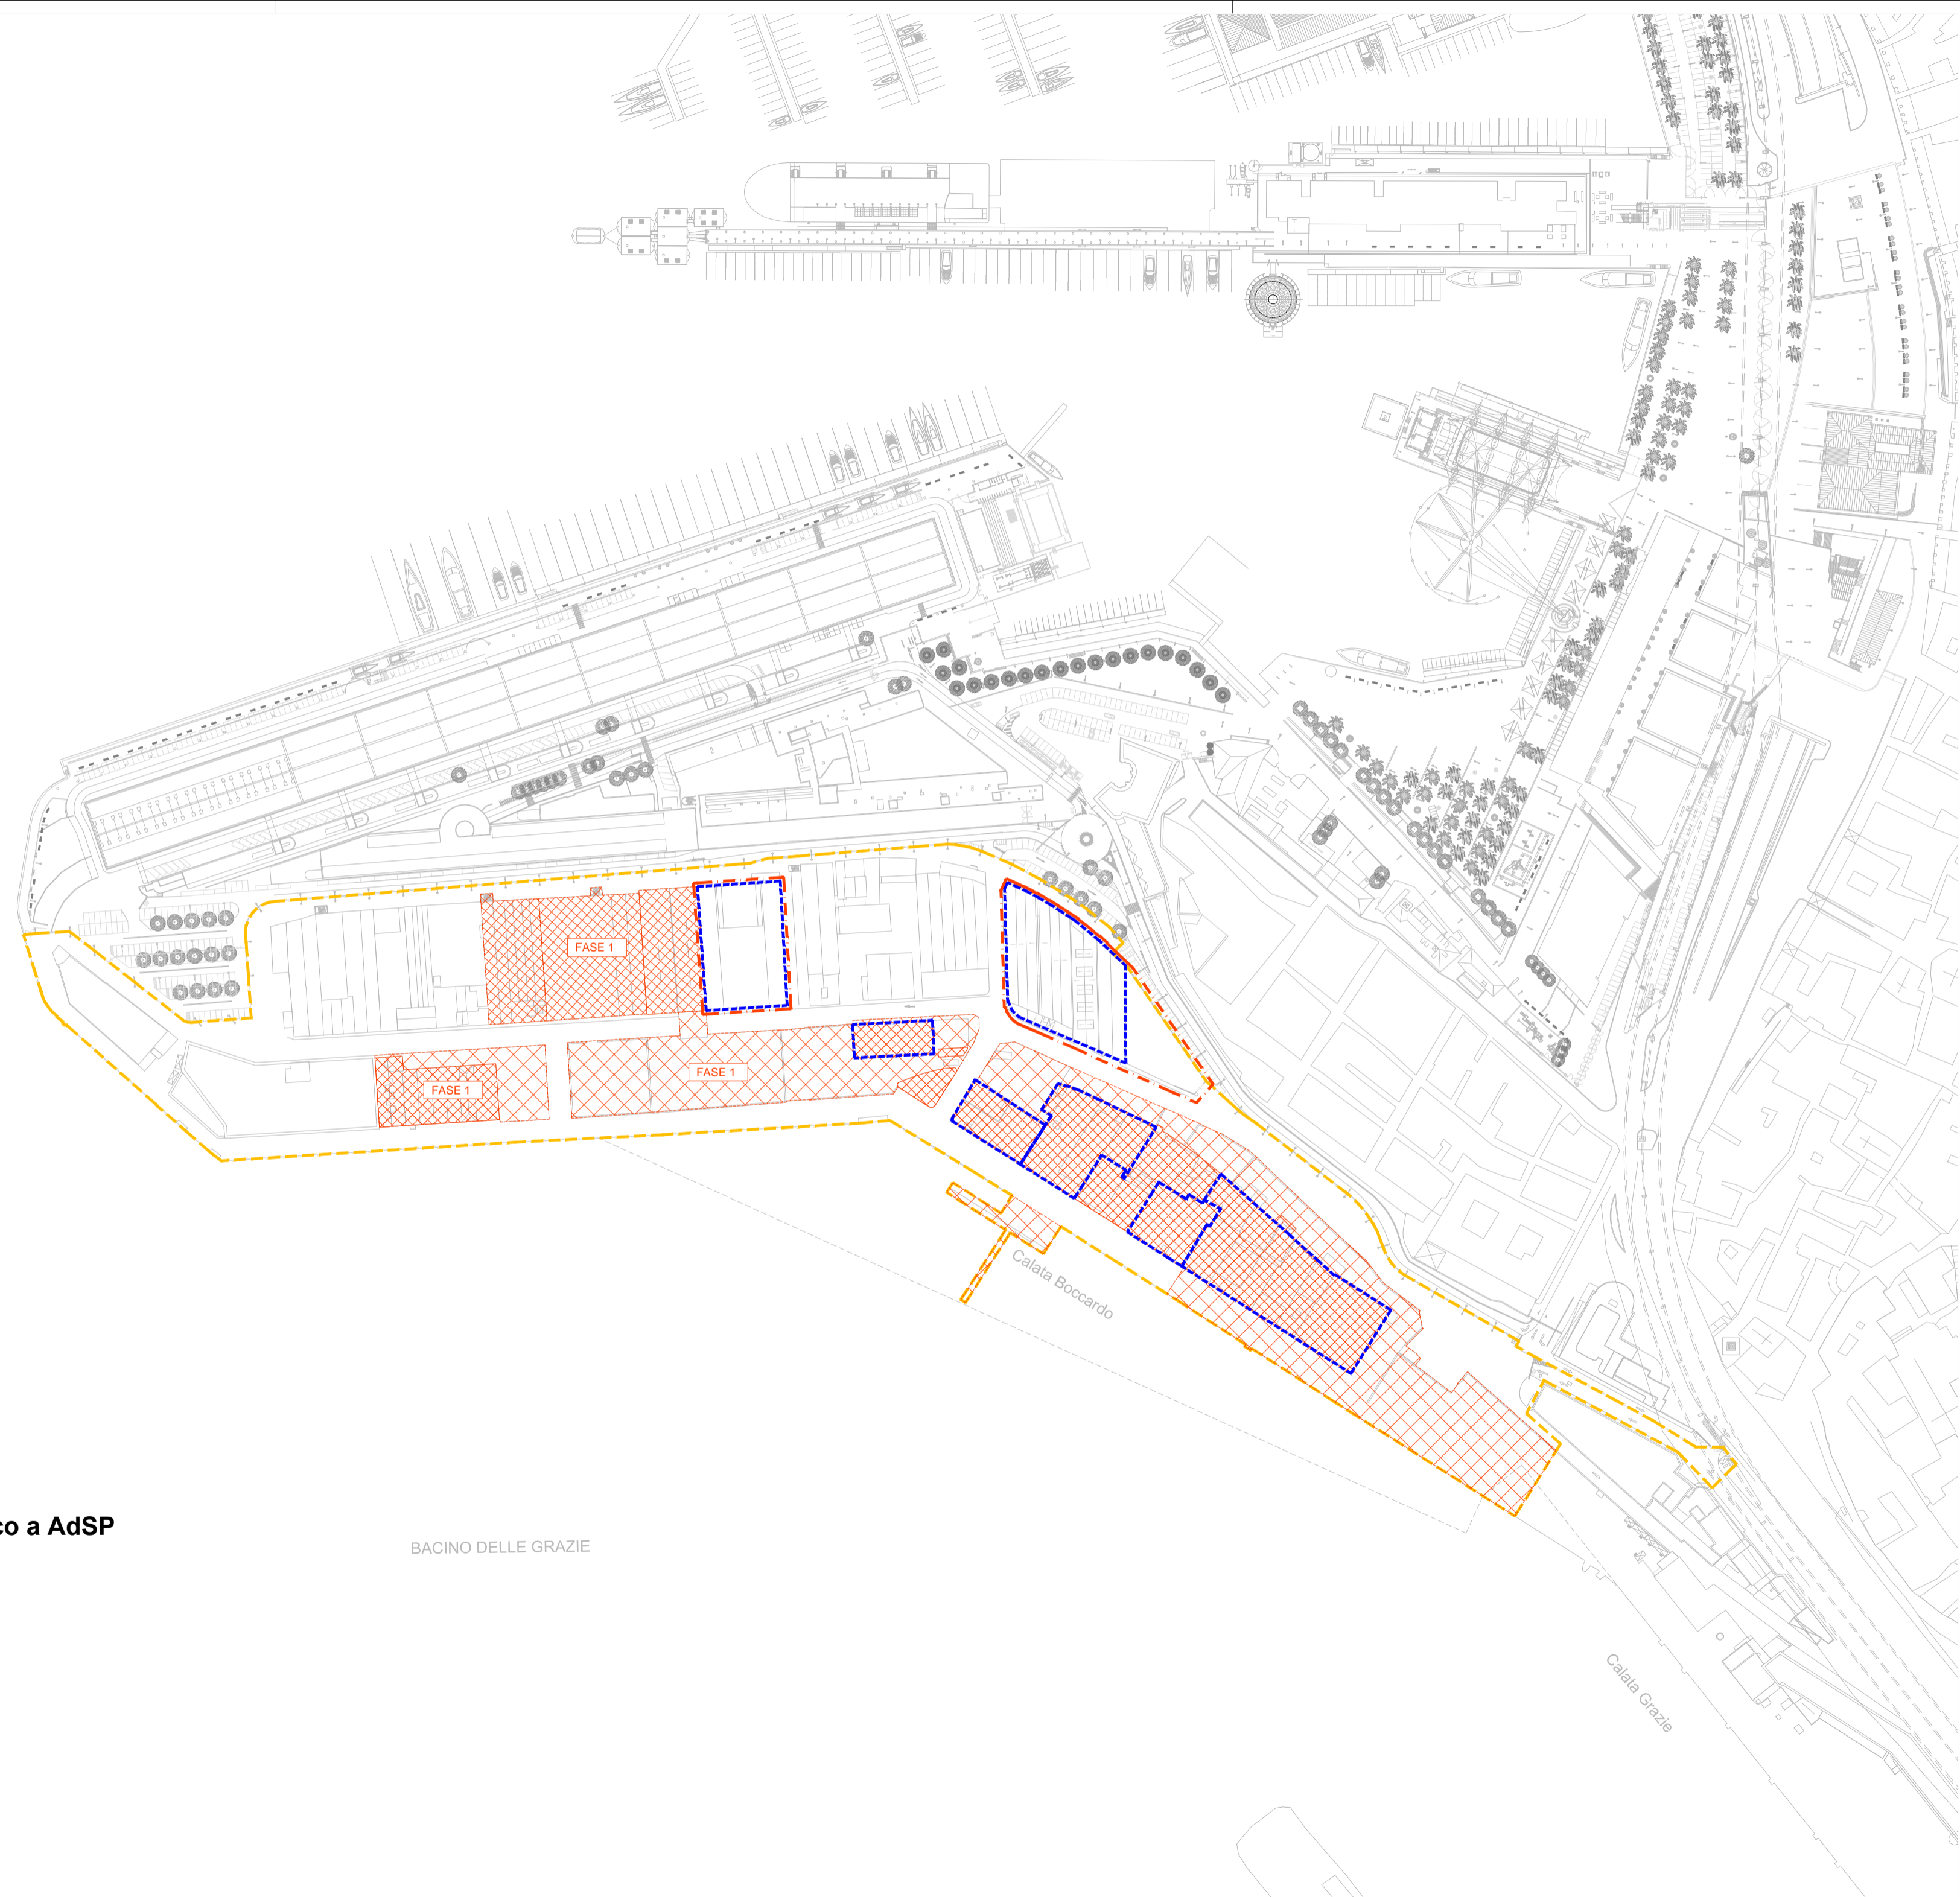 FASE 1
FASE 1
FASE 1
Calata Boccardo
co a AdSP
BACINO DELLE GRAZIE
Calata Grazie